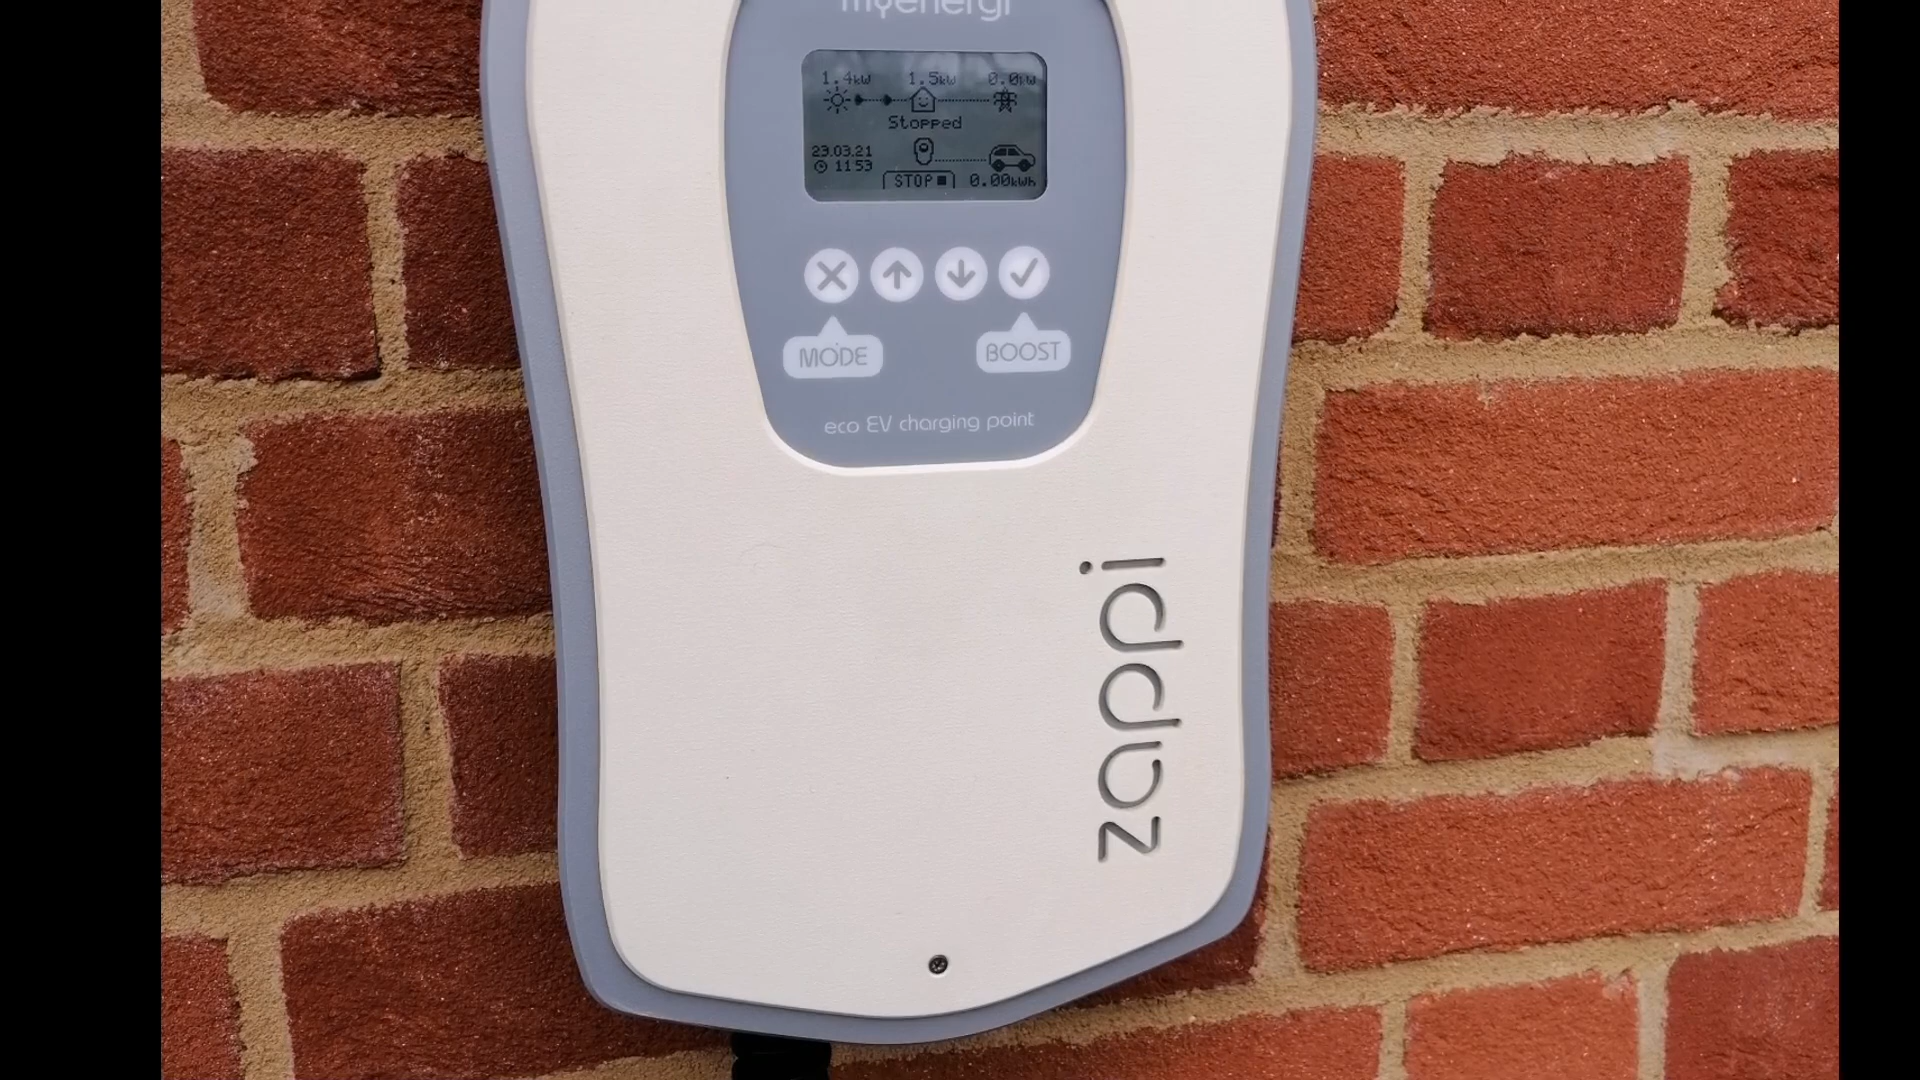 myenergi
1.4kW 1.5kW 0.0kW
Stopped
23.03.21
11:53
STOP 0.00kWh
MODE BOOST
eco EV charging point
zappi